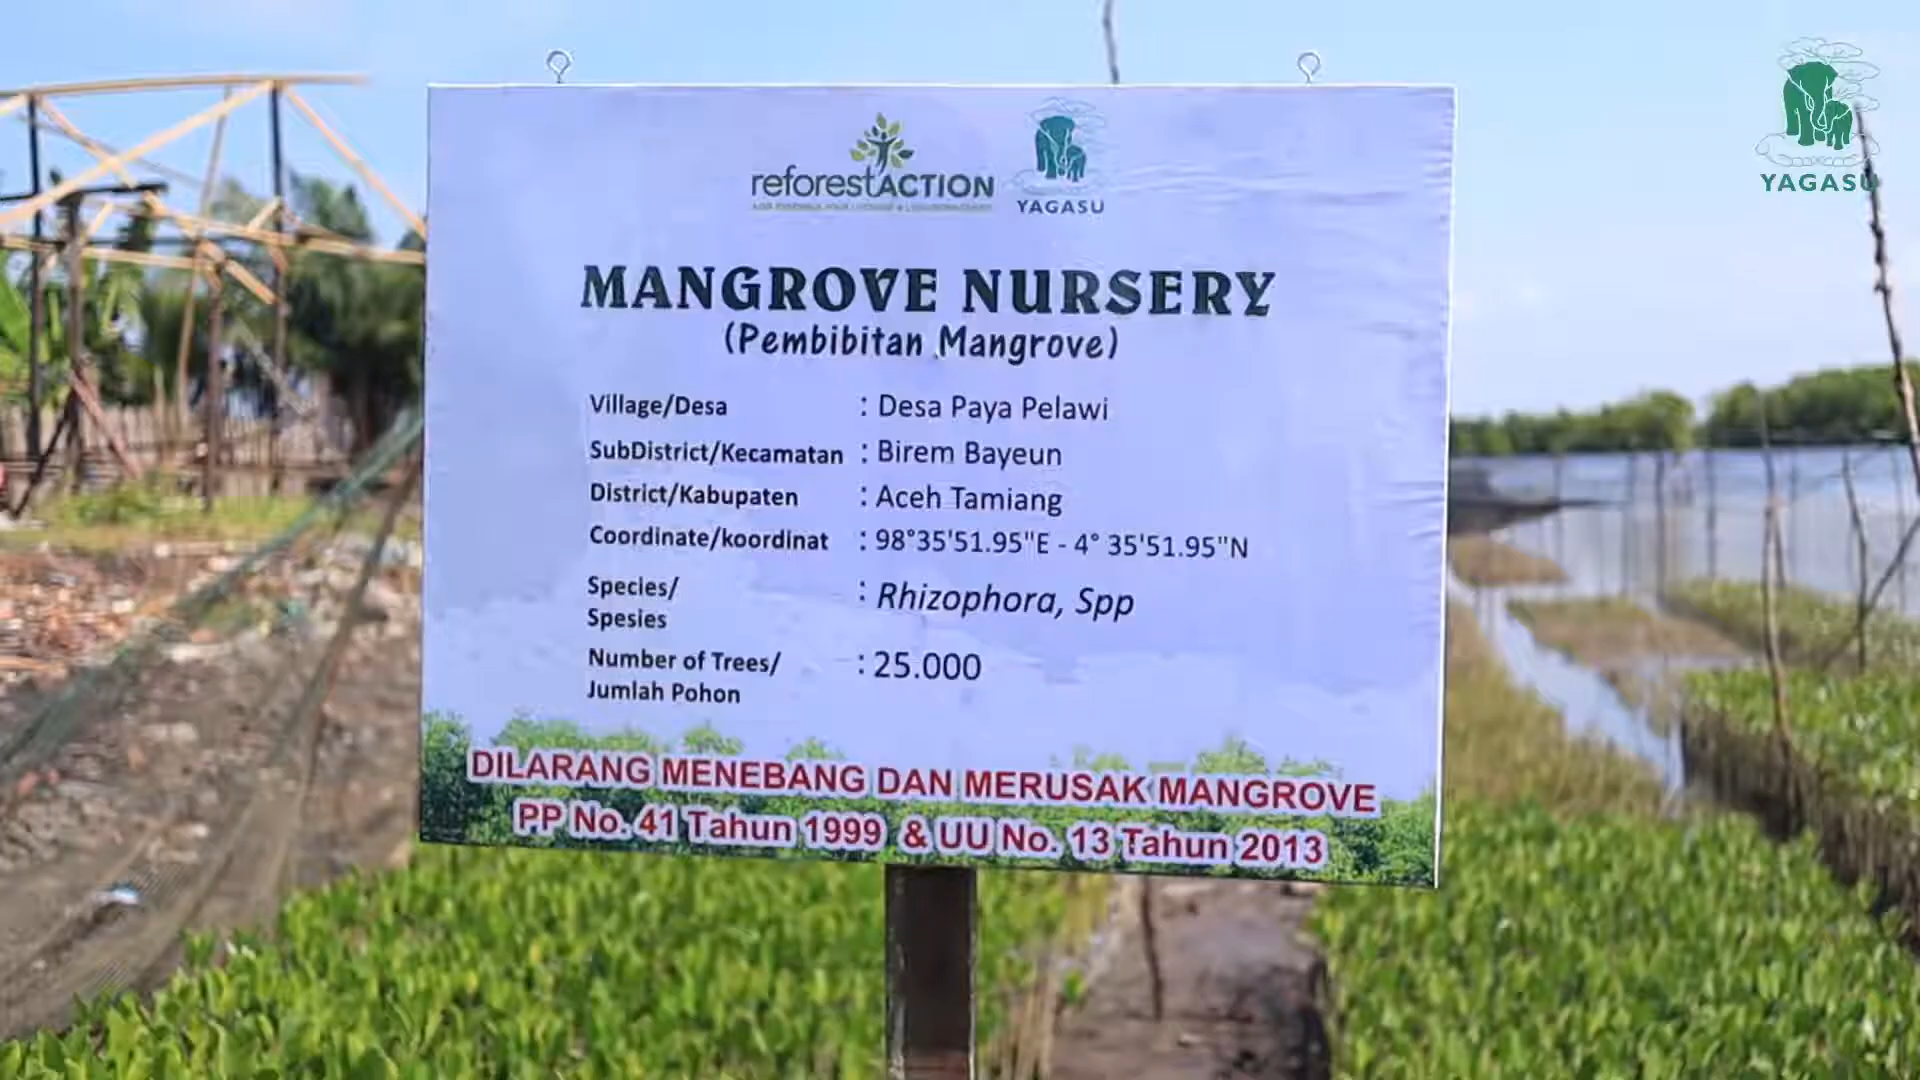 reforestACTION
YAGASU
YAGASU
MANGROVE NURSERY
(Pembibitan Mangrove)
Village/Desa : Desa Paya Pelawi
SubDistrict/Kecamatan : Birem Bayeun
District/Kabupaten : Aceh Tamiang
Coordinate/koordinat : 98°35'51.95"E - 4° 35'51.95"N
Species/
Spesies : Rhizophora, Spp
Number of Trees/
Jumlah Pohon : 25.000
DILARANG MENEBANG DAN MERUSAK MANGROVE
PP No. 41 Tahun 1999 & UU No. 13 Tahun 2013